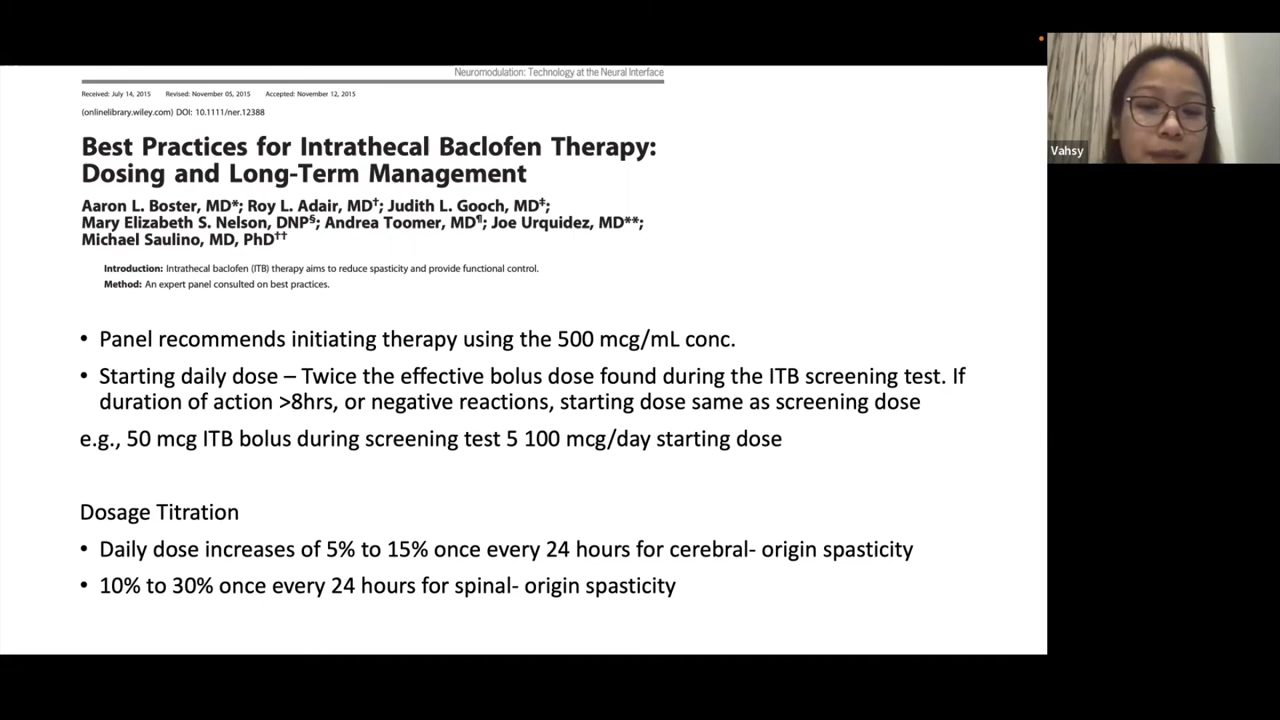 Neuromodulation: Technology at the Neural Interface
Received: July 14, 2015 Revised: November 05, 2015 Accepted: November 12, 2015
(onlinelibrary.wiley.com) DOI: 10.1111/ner.12388
Best Practices for Intrathecal Baclofen Therapy:
Dosing and Long-Term Management
Aaron L. Boster, MD*; Roy L. Adair, MD†; Judith L. Gooch, MD‡;
Mary Elizabeth S. Nelson, DNP§; Andrea Toomer, MD¶; Joe Urquidez, MD**;
Michael Saulino, MD, PhD††
Introduction: Intrathecal baclofen (ITB) therapy aims to reduce spasticity and provide functional control.
Method: An expert panel consulted on best practices.
• Panel recommends initiating therapy using the 500 mcg/mL conc.
• Starting daily dose – Twice the effective bolus dose found during the ITB screening test. If
duration of action >8hrs, or negative reactions, starting dose same as screening dose
e.g., 50 mcg ITB bolus during screening test 5 100 mcg/day starting dose
Dosage Titration
• Daily dose increases of 5% to 15% once every 24 hours for cerebral- origin spasticity
• 10% to 30% once every 24 hours for spinal- origin spasticity
Vahsy